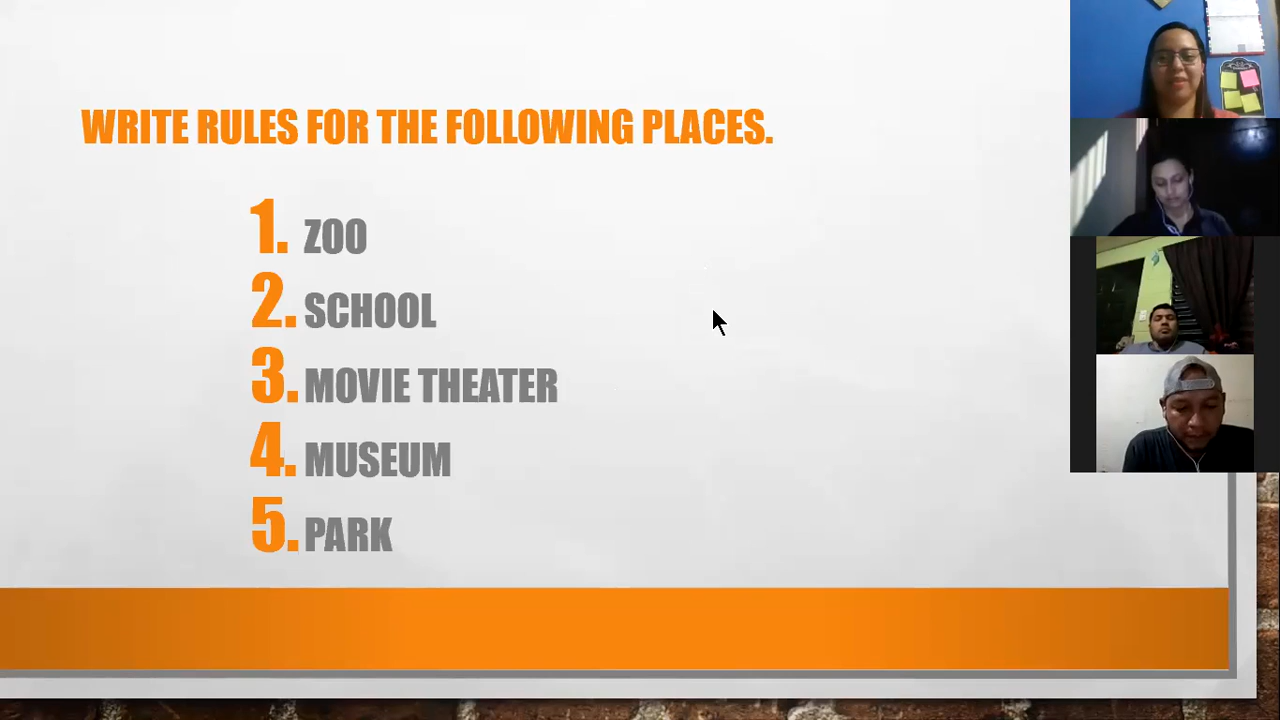 WRITE RULES FOR THE FOLLOWING PLACES.
1. ZOO
2. SCHOOL
3. MOVIE THEATER
4. MUSEUM
5. PARK